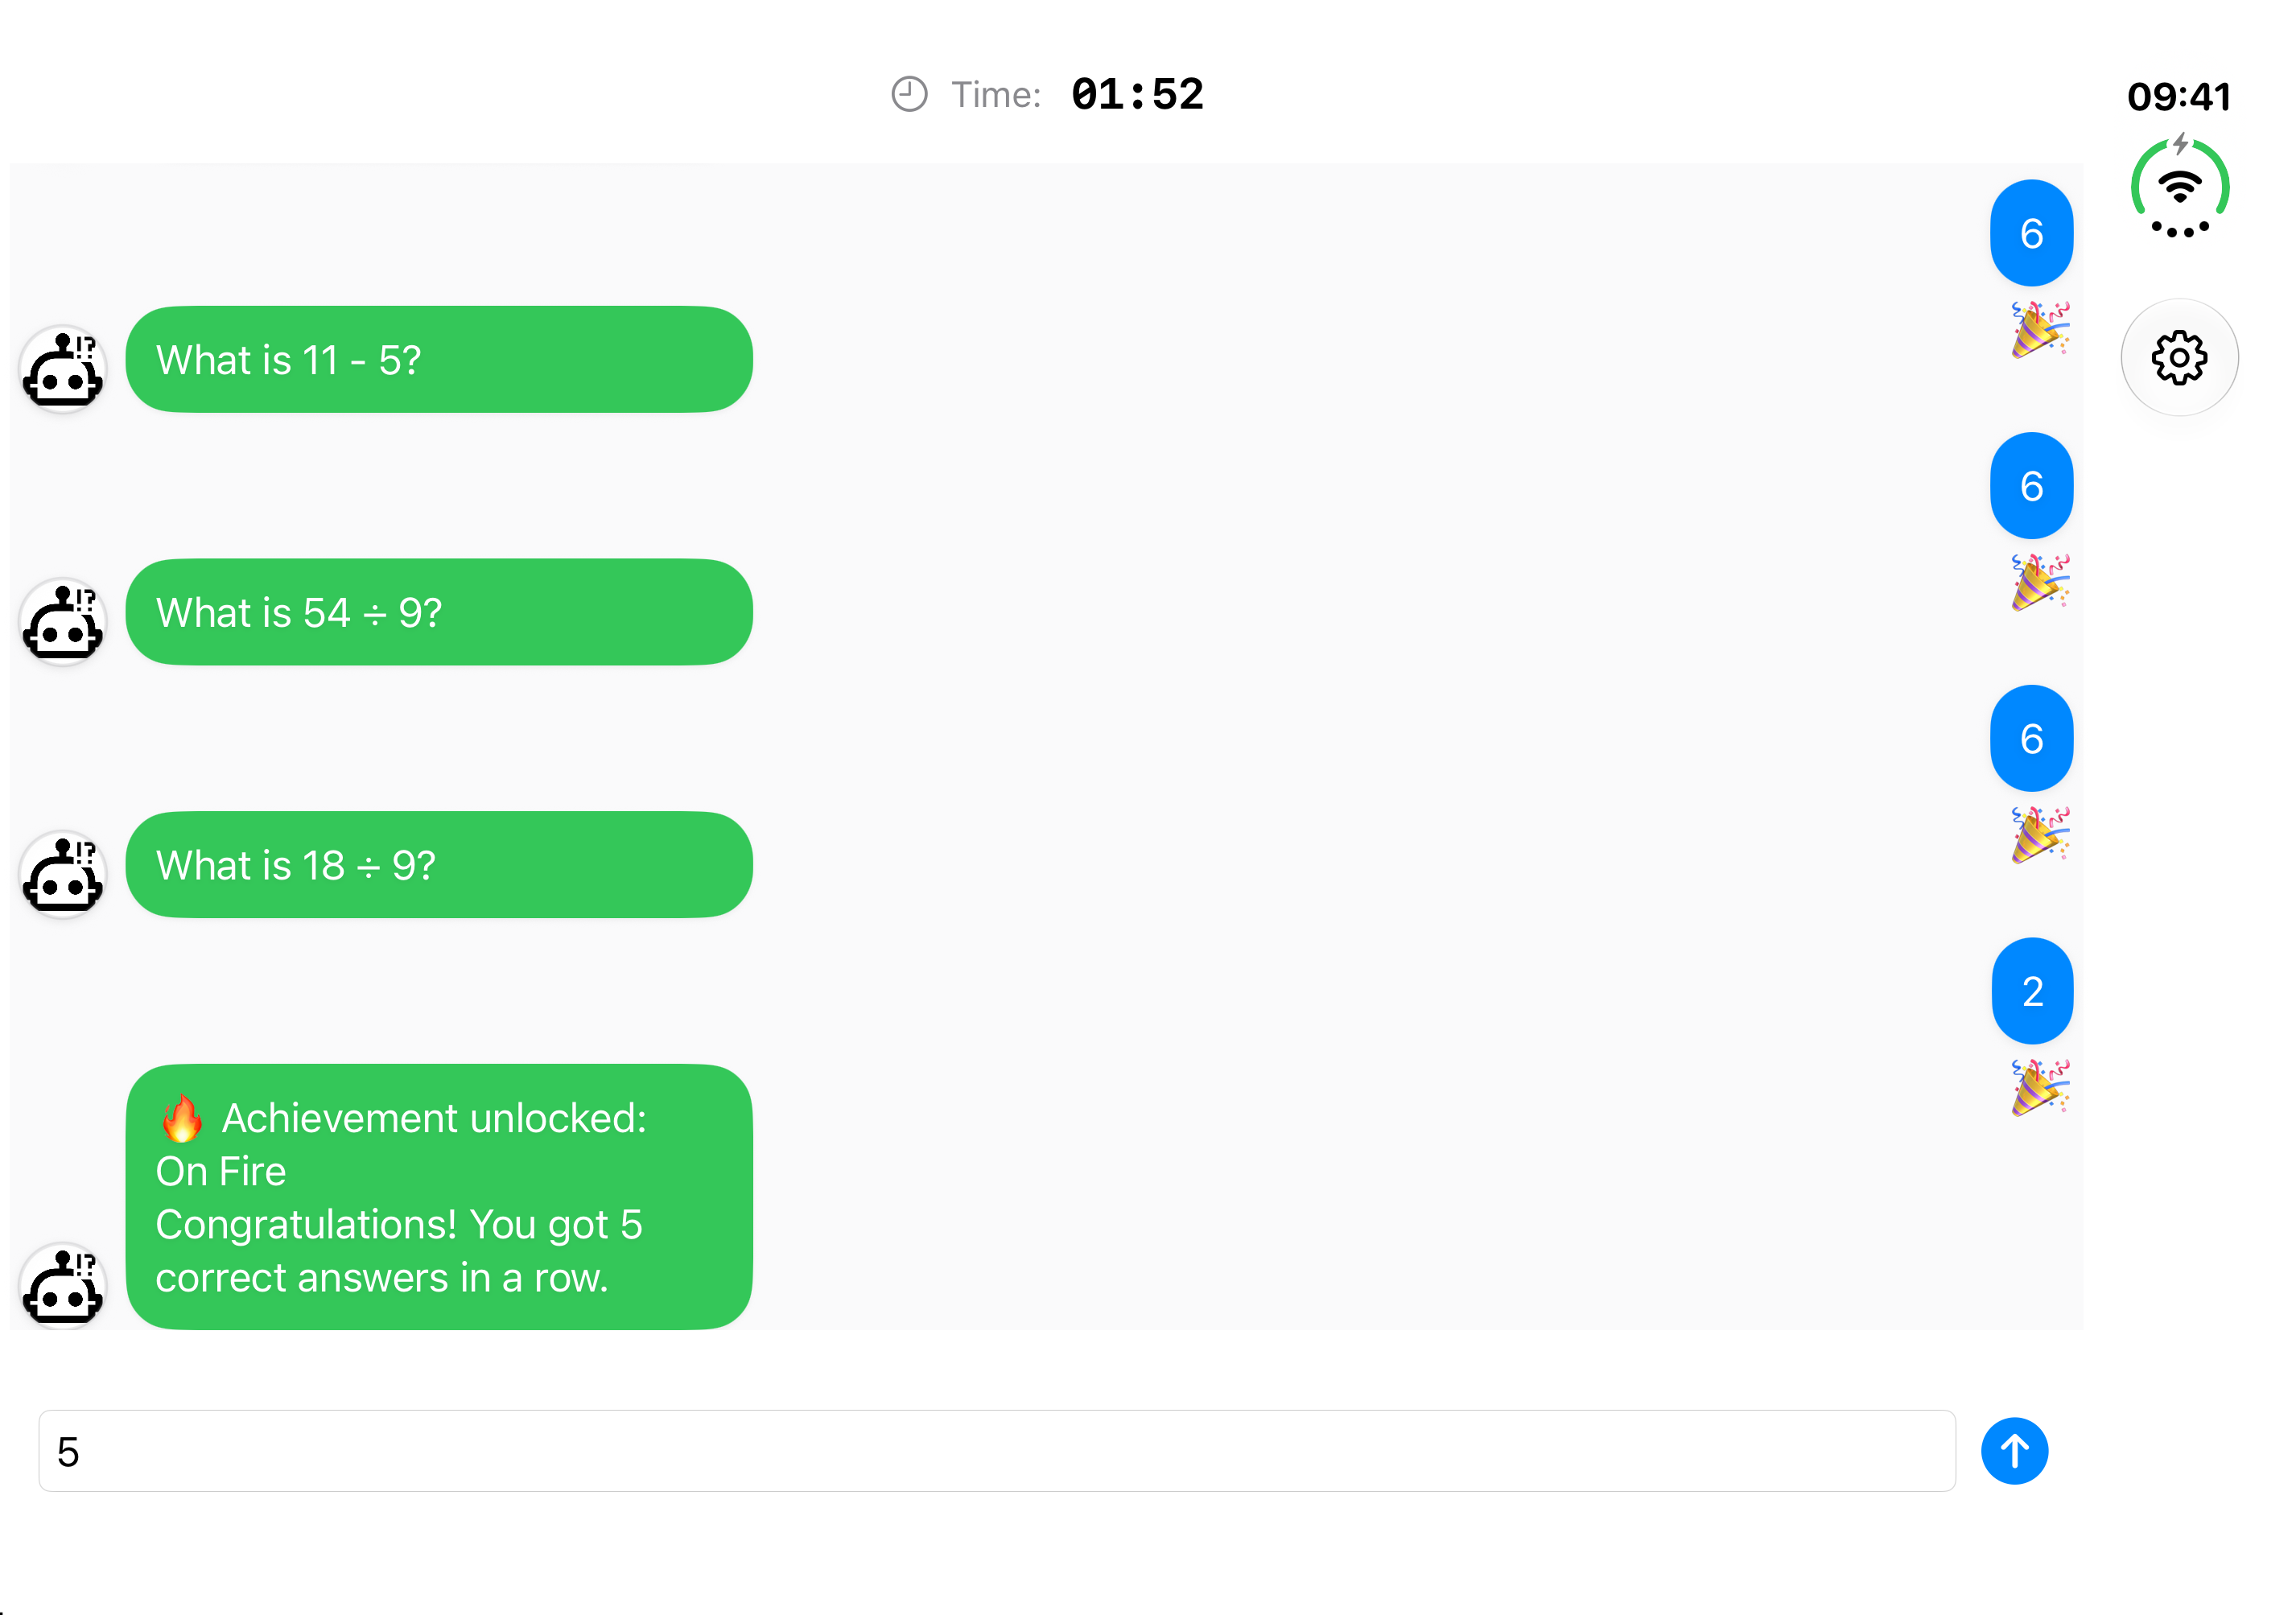 Time: 01:52
09:41
6
What is 11 - 5?
6
What is 54 ÷ 9?
6
What is 18 ÷ 9?
2
🔥 Achievement unlocked:
On Fire
Congratulations! You got 5
correct answers in a row.
5